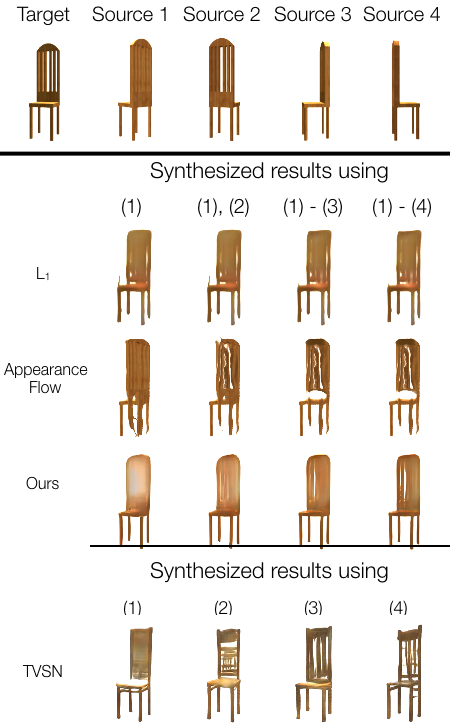 Target Source 1 Source 2 Source 3 Source 4
Synthesized results using
(1) (1), (2) (1) - (3) (1) - (4)
L₁
Appearance
Flow
Ours
Synthesized results using
(1) (2) (3) (4)
TVSN